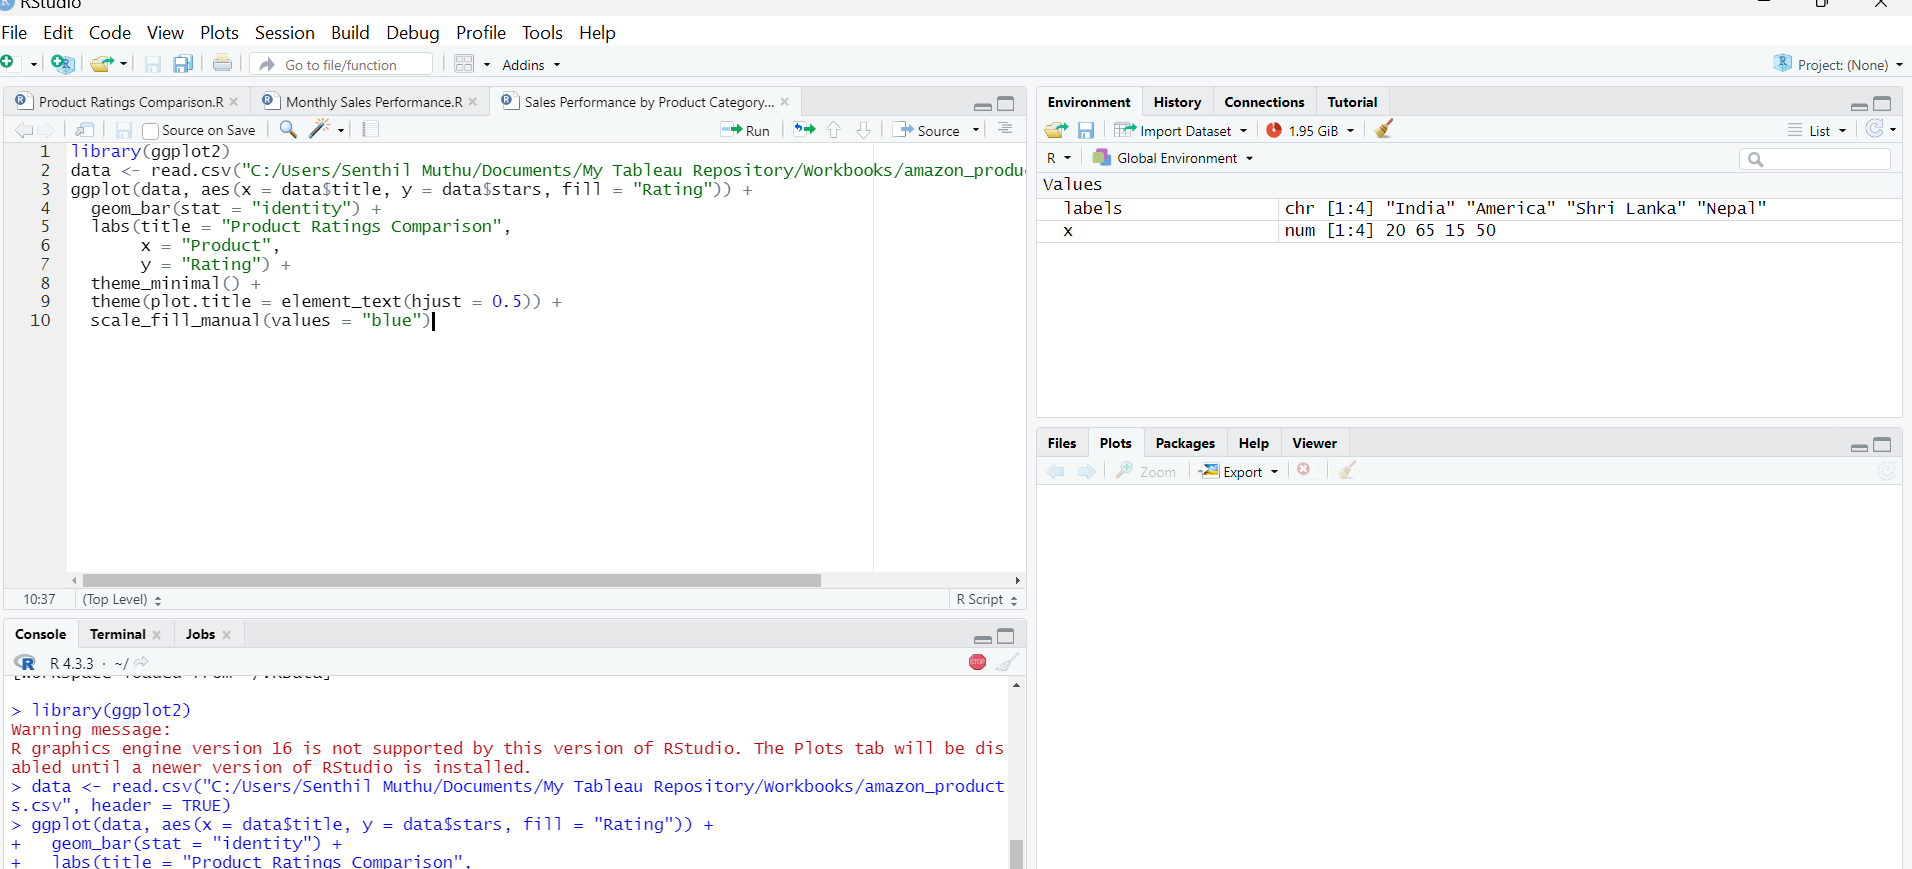 RStudio
File Edit Code View Plots Session Build Debug Profile Tools Help
Go to file/function Addins Project: (None)
Product Ratings Comparison.R Monthly Sales Performance.R Sales Performance by Product Category...
Source on Save Run Source
1 library(ggplot2)
2 data <- read.csv("C:/Users/Senthil Muthu/Documents/My Tableau Repository/Workbooks/amazon_produ
3 ggplot(data, aes(x = data$title, y = data$stars, fill = "Rating")) +
4 geom_bar(stat = "identity") +
5 labs(title = "Product Ratings Comparison",
6 x = "Product",
7 y = "Rating") +
8 theme_minimal() +
9 theme(plot.title = element_text(hjust = 0.5)) +
10 scale_fill_manual(values = "blue")
10:37 (Top Level) R Script
Console Terminal Jobs
R 4.3.3 · ~/
[Workspace loaded from ~/.RData]
> library(ggplot2)
Warning message:
R graphics engine version 16 is not supported by this version of RStudio. The Plots tab will be dis
abled until a newer version of RStudio is installed.
> data <- read.csv("C:/Users/Senthil Muthu/Documents/My Tableau Repository/Workbooks/amazon_product
s.csv", header = TRUE)
> ggplot(data, aes(x = data$title, y = data$stars, fill = "Rating")) +
+ geom_bar(stat = "identity") +
+ labs(title = "Product Ratings Comparison",
Environment History Connections Tutorial
Import Dataset 1.95 GiB List
R Global Environment
Values
labels chr [1:4] "India" "America" "Shri Lanka" "Nepal"
x num [1:4] 20 65 15 50
Files Plots Packages Help Viewer
Zoom Export